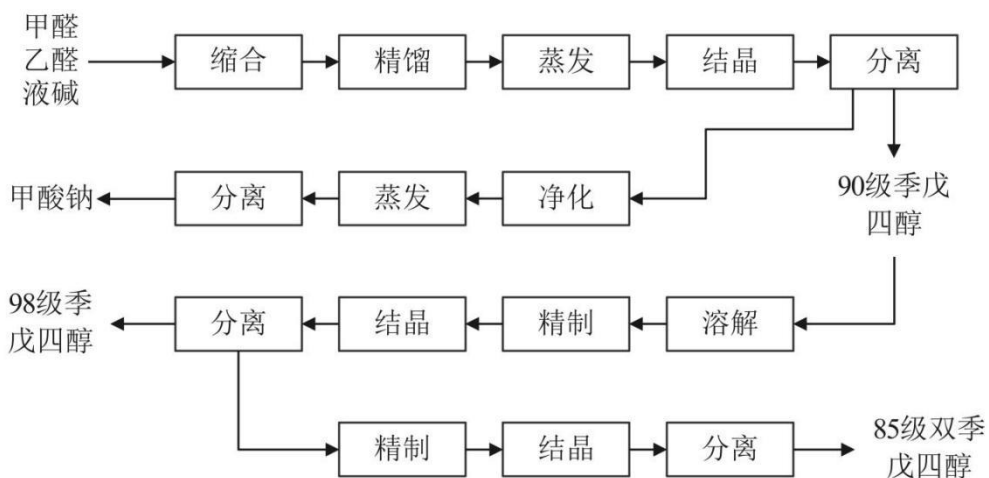 甲醛
乙醛
液碱
缩合
精馏
蒸发
结晶
分离
甲酸钠
分离
蒸发
净化
90级季戊
四醇
98级季
戊四醇
分离
结晶
精制
溶解
精制
结晶
分离
85级双季
戊四醇